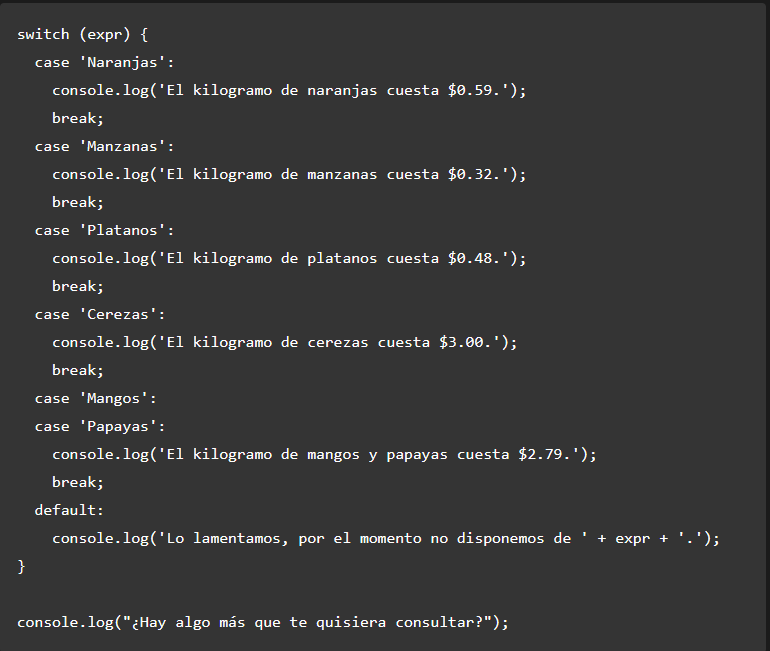 switch (expr) {
  case 'Naranjas':
    console.log('El kilogramo de naranjas cuesta $0.59.');
    break;
  case 'Manzanas':
    console.log('El kilogramo de manzanas cuesta $0.32.');
    break;
  case 'Platanos':
    console.log('El kilogramo de platanos cuesta $0.48.');
    break;
  case 'Cerezas':
    console.log('El kilogramo de cerezas cuesta $3.00.');
    break;
  case 'Mangos':
  case 'Papayas':
    console.log('El kilogramo de mangos y papayas cuesta $2.79.');
    break;
  default:
    console.log('Lo lamentamos, por el momento no disponemos de ' + expr + '.');
}

console.log("¿Hay algo más que te quisiera consultar?");